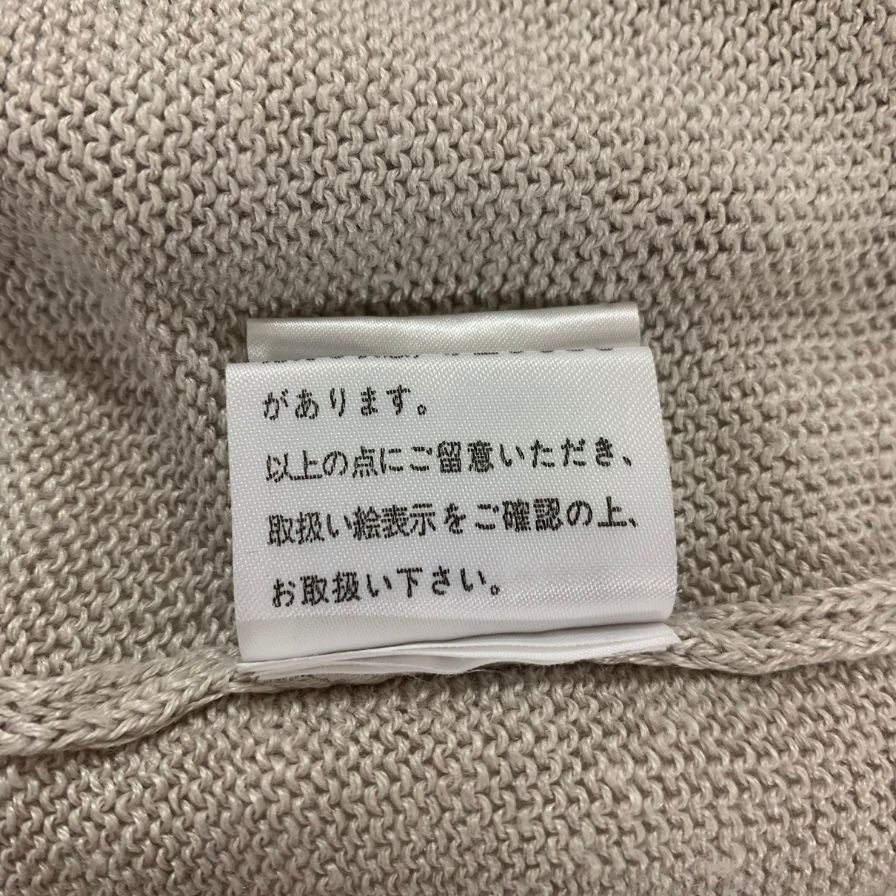 があります。
以上の点にご留意いただき、
取扱い絵表示をご確認の上、
お取扱い下さい。